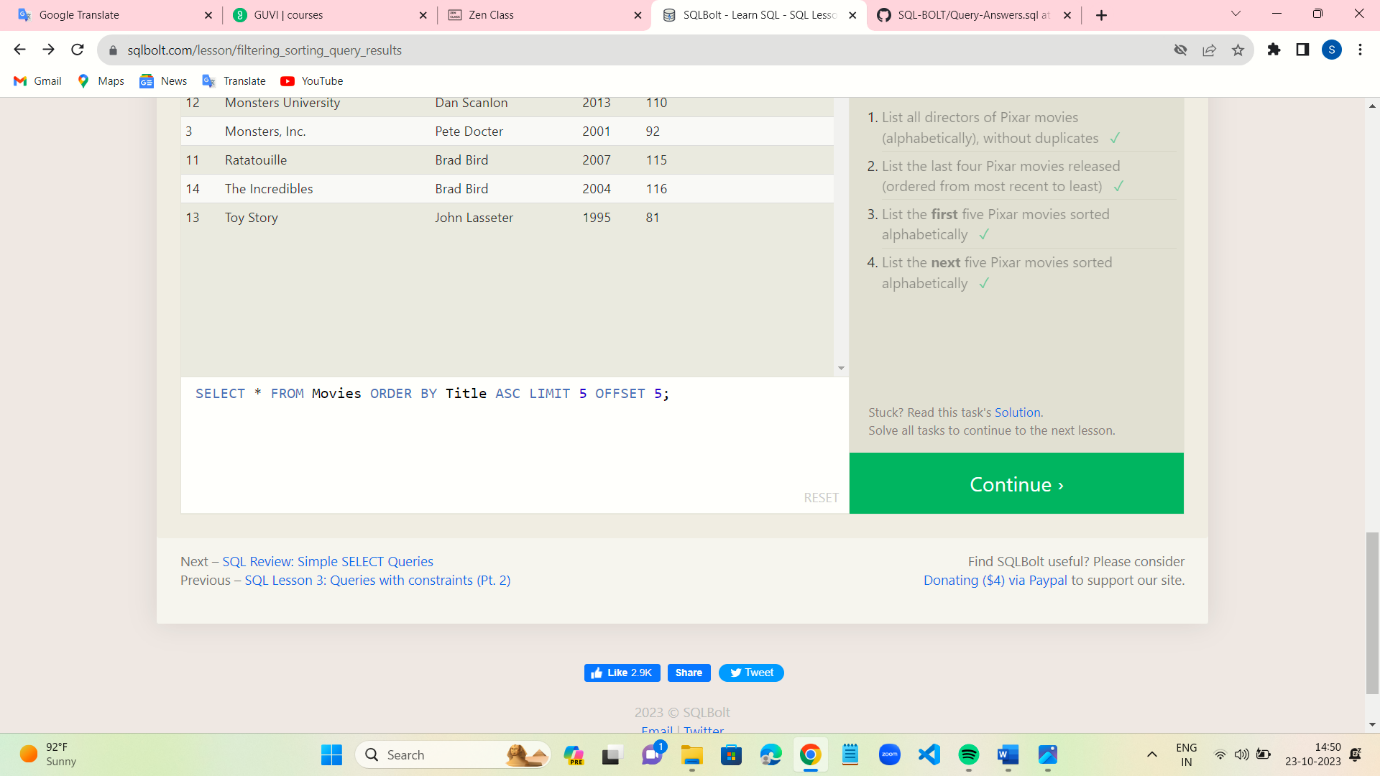 Google Translate
GUVI | courses
Zen Class
SQLBolt - Learn SQL - SQL Lesso
SQL-BOLT/Query-Answers.sql at
sqlbolt.com/lesson/filtering_sorting_query_results
S
Gmail
Maps
News
Translate
YouTube
12 Monsters University Dan Scanlon 2013 110
3 Monsters, Inc. Pete Docter 2001 92
11 Ratatouille Brad Bird 2007 115
14 The Incredibles Brad Bird 2004 116
13 Toy Story John Lasseter 1995 81
1. List all directors of Pixar movies
(alphabetically), without duplicates ✓
2. List the last four Pixar movies released
(ordered from most recent to least) ✓
3. List the first five Pixar movies sorted
alphabetically ✓
4. List the next five Pixar movies sorted
alphabetically ✓
SELECT * FROM Movies ORDER BY Title ASC LIMIT 5 OFFSET 5;
RESET
Stuck? Read this task's Solution.
Solve all tasks to continue to the next lesson.
Continue ›
Next – SQL Review: Simple SELECT Queries
Previous – SQL Lesson 3: Queries with constraints (Pt. 2)
Find SQLBolt useful? Please consider
Donating ($4) via Paypal to support our site.
Like 2.9K
Share
Tweet
2023 © SQLBolt
Email | Twitter
92°F
Sunny
Search
PRE
1
zoom
ENG
IN
14:50
23-10-2023